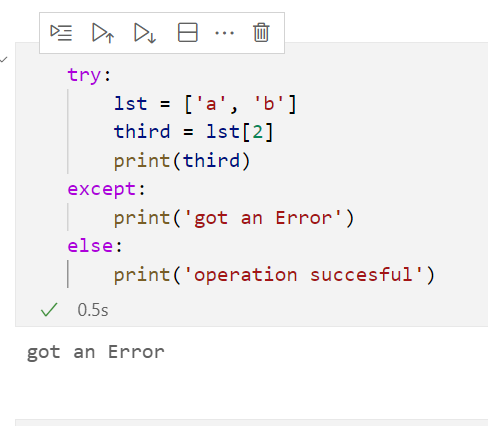 try:
    lst = ['a', 'b']
    third = lst[2]
    print(third)
except:
    print('got an Error')
else:
    print('operation succesful')
0.5s
got an Error